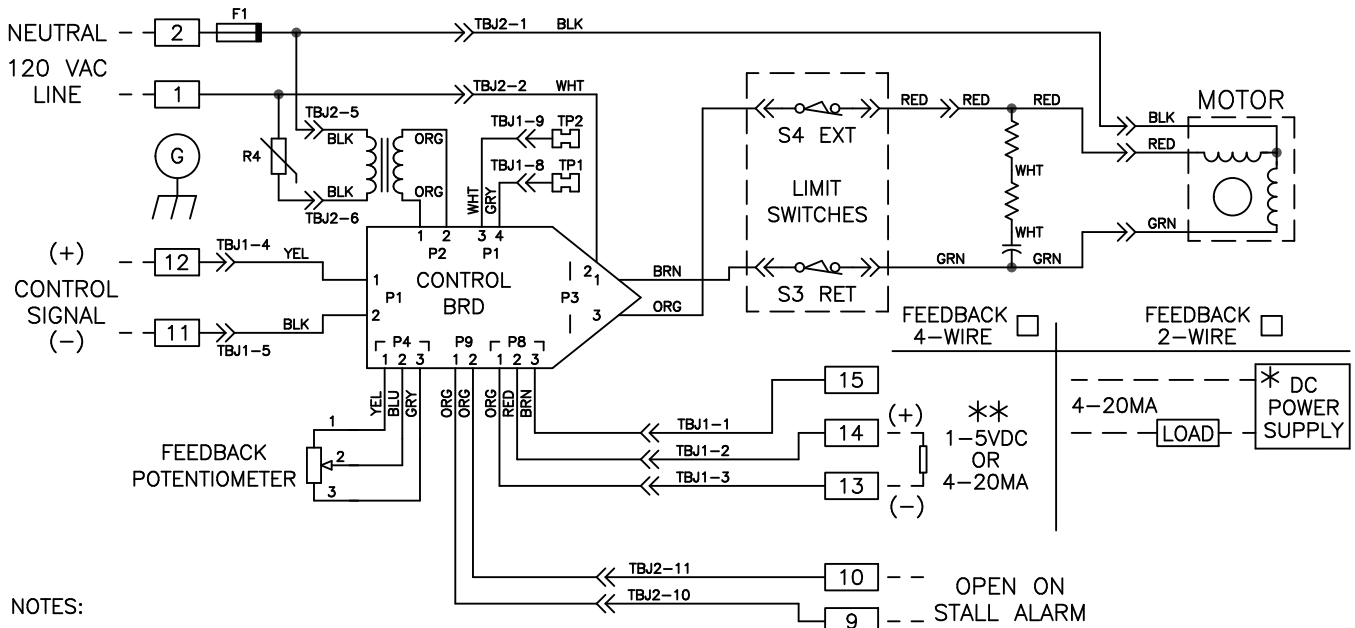 F1
NEUTRAL
2
TBJ2-1
BLK
120 VAC
LINE
1
TBJ2-2
WHT
TBJ2-5
BLK
ORG
R4
BLK
ORG
TBJ2-6
G
TBJ1-9
TP2
TBJ1-8
TP1
WHT
GRY
S4 EXT
LIMIT
SWITCHES
S3 RET
RED
RED
RED
WHT
WHT
GRN
GRN
MOTOR
BLK
RED
GRN
(+)
CONTROL
SIGNAL
(-)
12
TBJ1-4
YEL
11
TBJ1-5
BLK
1 2 3 4
P2 P1
CONTROL
BRD
1
P1
2
2
1
P3
3
BRN
ORG
P4 P9 P8
1 2 3 1 2 1 2 3
YEL
BLU
GRY
ORG
ORG
ORG
RED
BRN
FEEDBACK
POTENTIOMETER
1
2
3
TBJ1-1
15
TBJ1-2
14
TBJ1-3
13
(+)
(-)
**
1-5VDC
OR
4-20MA
FEEDBACK
4-WIRE
FEEDBACK
2-WIRE
4-20MA
LOAD
* DC
POWER
SUPPLY
TBJ2-11
10
TBJ2-10
9
OPEN ON
STALL ALARM
NOTES: